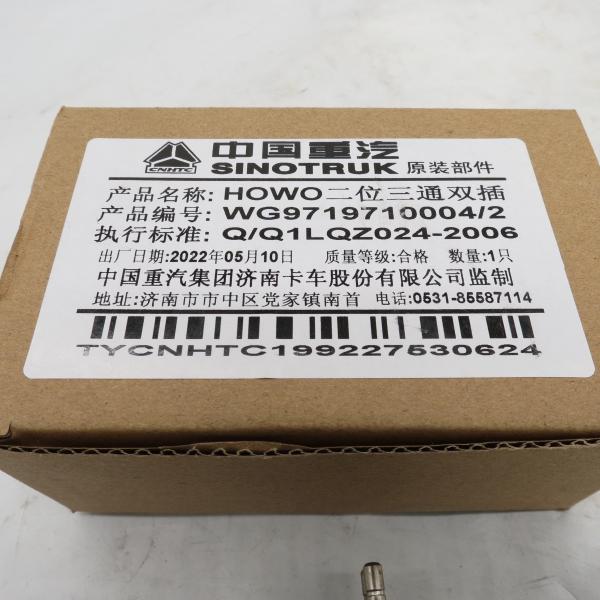 中国重汽
CNHTC
SINOTRUK 原装部件
产品名称: HOWO二位三通双插
产品编号: WG9719710004/2
执行标准: Q/Q1LQZ024-2006
出厂日期:2022年05月10日 质量等级:合格 数量:1只
中国重汽集团济南卡车股份有限公司监制
地址:济南市市中区党家镇南首 电话:0531-85587114
TYCNHTC199227530624